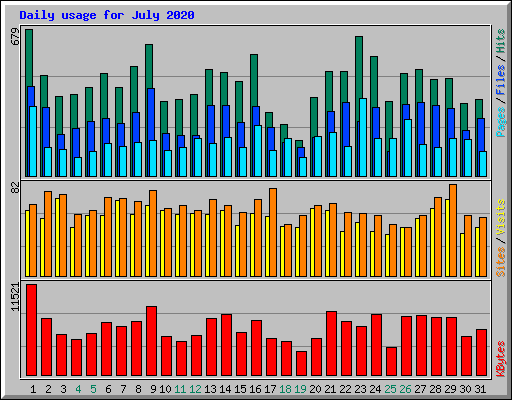 Daily usage for July 2020
679
Pages / Files / Hits
82
Sites / Visits
11521
KBytes
1 2 3 4 5 6 7 8 9 10 11 12 13 14 15 16 17 18 19 20 21 22 23 24 25 26 27 28 29 30 31